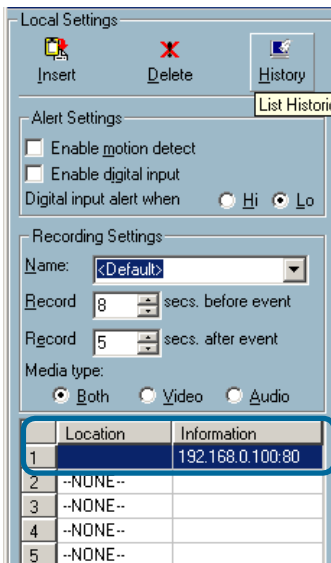 Local Settings
Insert Delete History
List Histori
Alert Settings
Enable motion detect
Enable digital input
Digital input alert when Hi Lo
Recording Settings
Name: <Default>
Record 8 secs. before event
Record 5 secs. after event
Media type:
Both Video Audio
Location Information
1 192.168.0.100:80
2 --NONE--
3 --NONE--
4 --NONE--
5 --NONE--